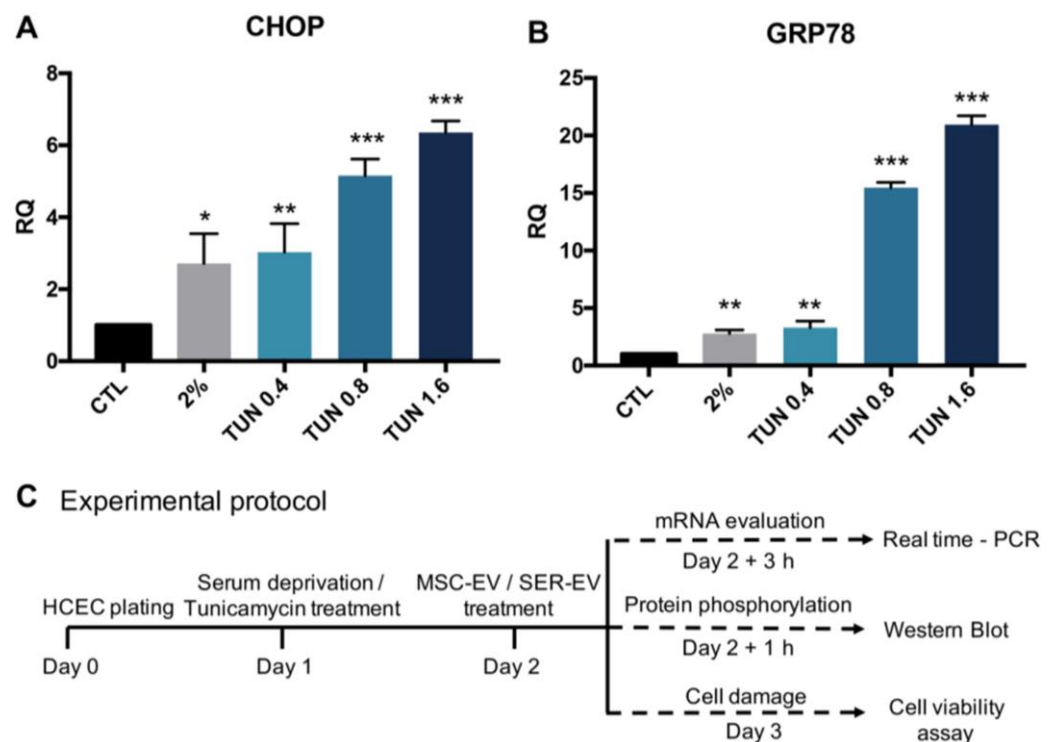 A
CHOP
RQ
8
6
4
2
0
*
**
***
***
CTL
2%
TUN 0.4
TUN 0.8
TUN 1.6
B
GRP78
RQ
25
20
15
10
5
0
**
**
***
***
CTL
2%
TUN 0.4
TUN 0.8
TUN 1.6
C Experimental protocol
HCEC plating
Day 0
Serum deprivation /
Tunicamycin treatment
Day 1
MSC-EV / SER-EV
treatment
Day 2
mRNA evaluation
Day 2 + 3 h
Real time - PCR
Protein phosphorylation
Day 2 + 1 h
Western Blot
Cell damage
Day 3
Cell viability
assay